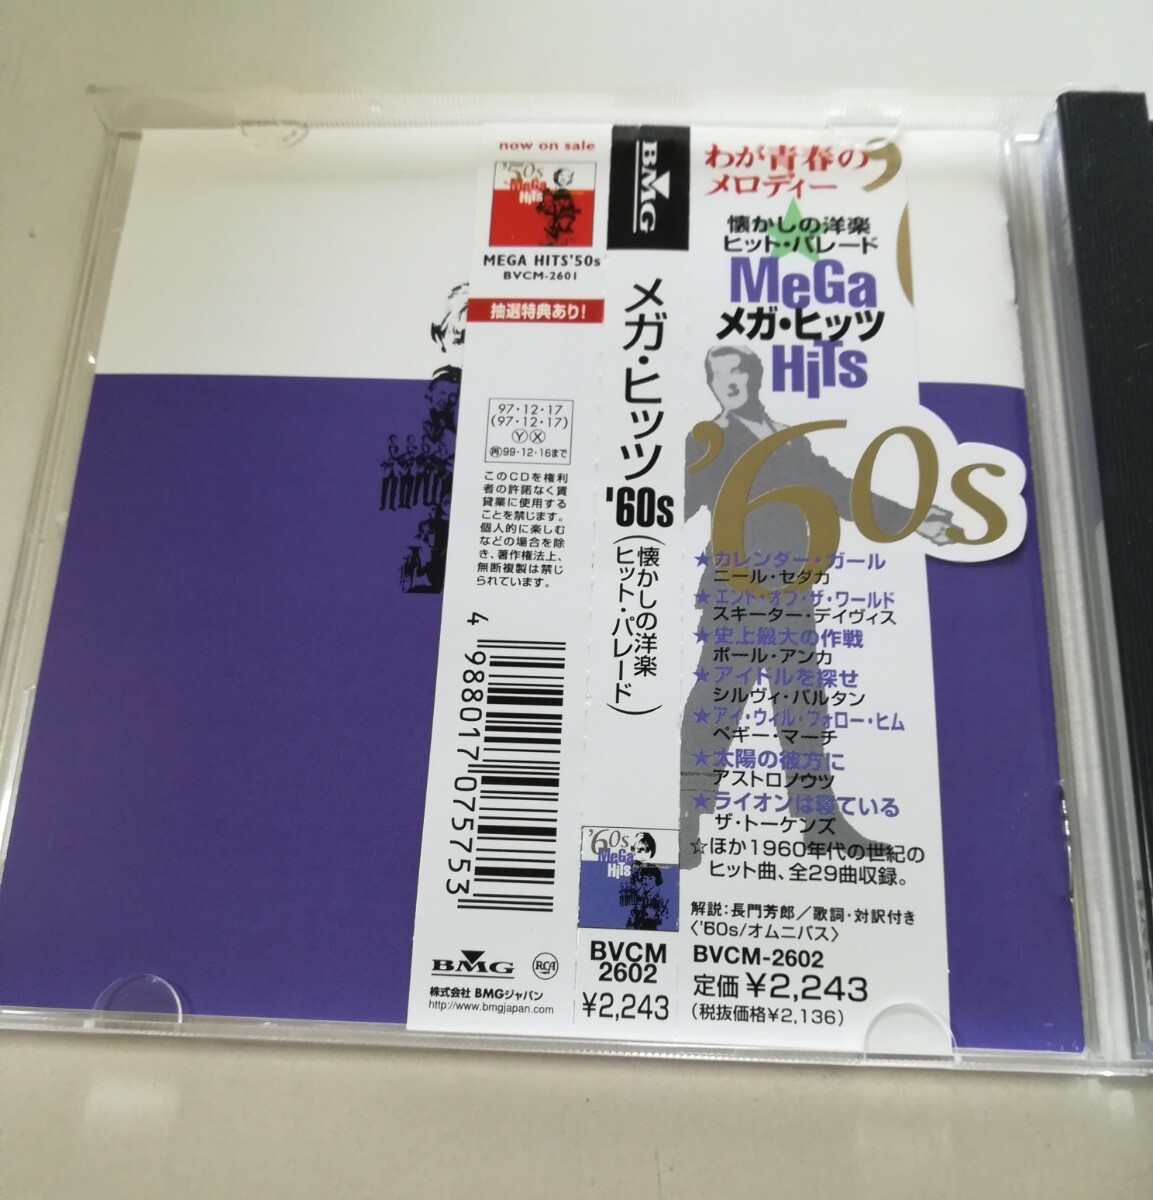 now on sale
'50s
MeGa
HiTs
MEGA HITS'50s
BVCM-2601
抽選特典あり!
97・12・17
(97・12・17)
Ⓨ Ⓧ
㋫99・12・16まで
このCDを権利
者の許諾なく賃
貸業に使用する
ことを禁じます。
個人的に楽しむ
などの場合を除
き、著作権法上、
無断複製は禁じ
られています。
4 988017 075753
BMG
RCA
株式会社 BMGジャパン
http://www.bmgjapan.com
BMG
メガ・ヒッツ '60s (懐かしの洋楽
ヒット・パレード)
'60s
MeGa
HiTs
BVCM
2602
¥2,243
わが青春の
メロディー
懐かしの洋楽
ヒット・パレード
MeGa
メガ・ヒッツ
HiTs
'60s
★カレンダー・ガール
ニール・セダカ
★エンド・オブ・ザ・ワールド
スキーター・デイヴィス
★史上最大の作戦
ポール・アンカ
★アイドルを探せ
シルヴィ・バルタン
★アイ・ウィル・フォロー・ヒム
ペギー・マーチ
★太陽の彼方に
アストロノウツ
★ライオンは寝ている
ザ・トーケンズ
☆ほか1960年代の世紀の
ヒット曲、全29曲収録。
解説:長門芳郎/歌詞・対訳付き
〈'60s/オムニバス〉
BVCM-2602
定価 ¥2,243
(税抜価格¥2,136)